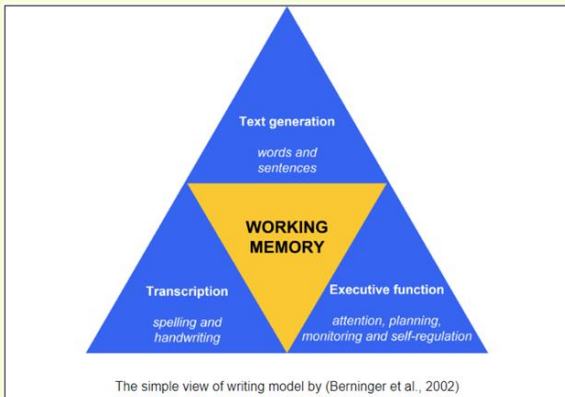 Text generation
words and
sentences
WORKING
MEMORY
Transcription
spelling and
handwriting
Executive function
attention, planning,
monitoring and self-regulation
The simple view of writing model by (Berninger et al., 2002)